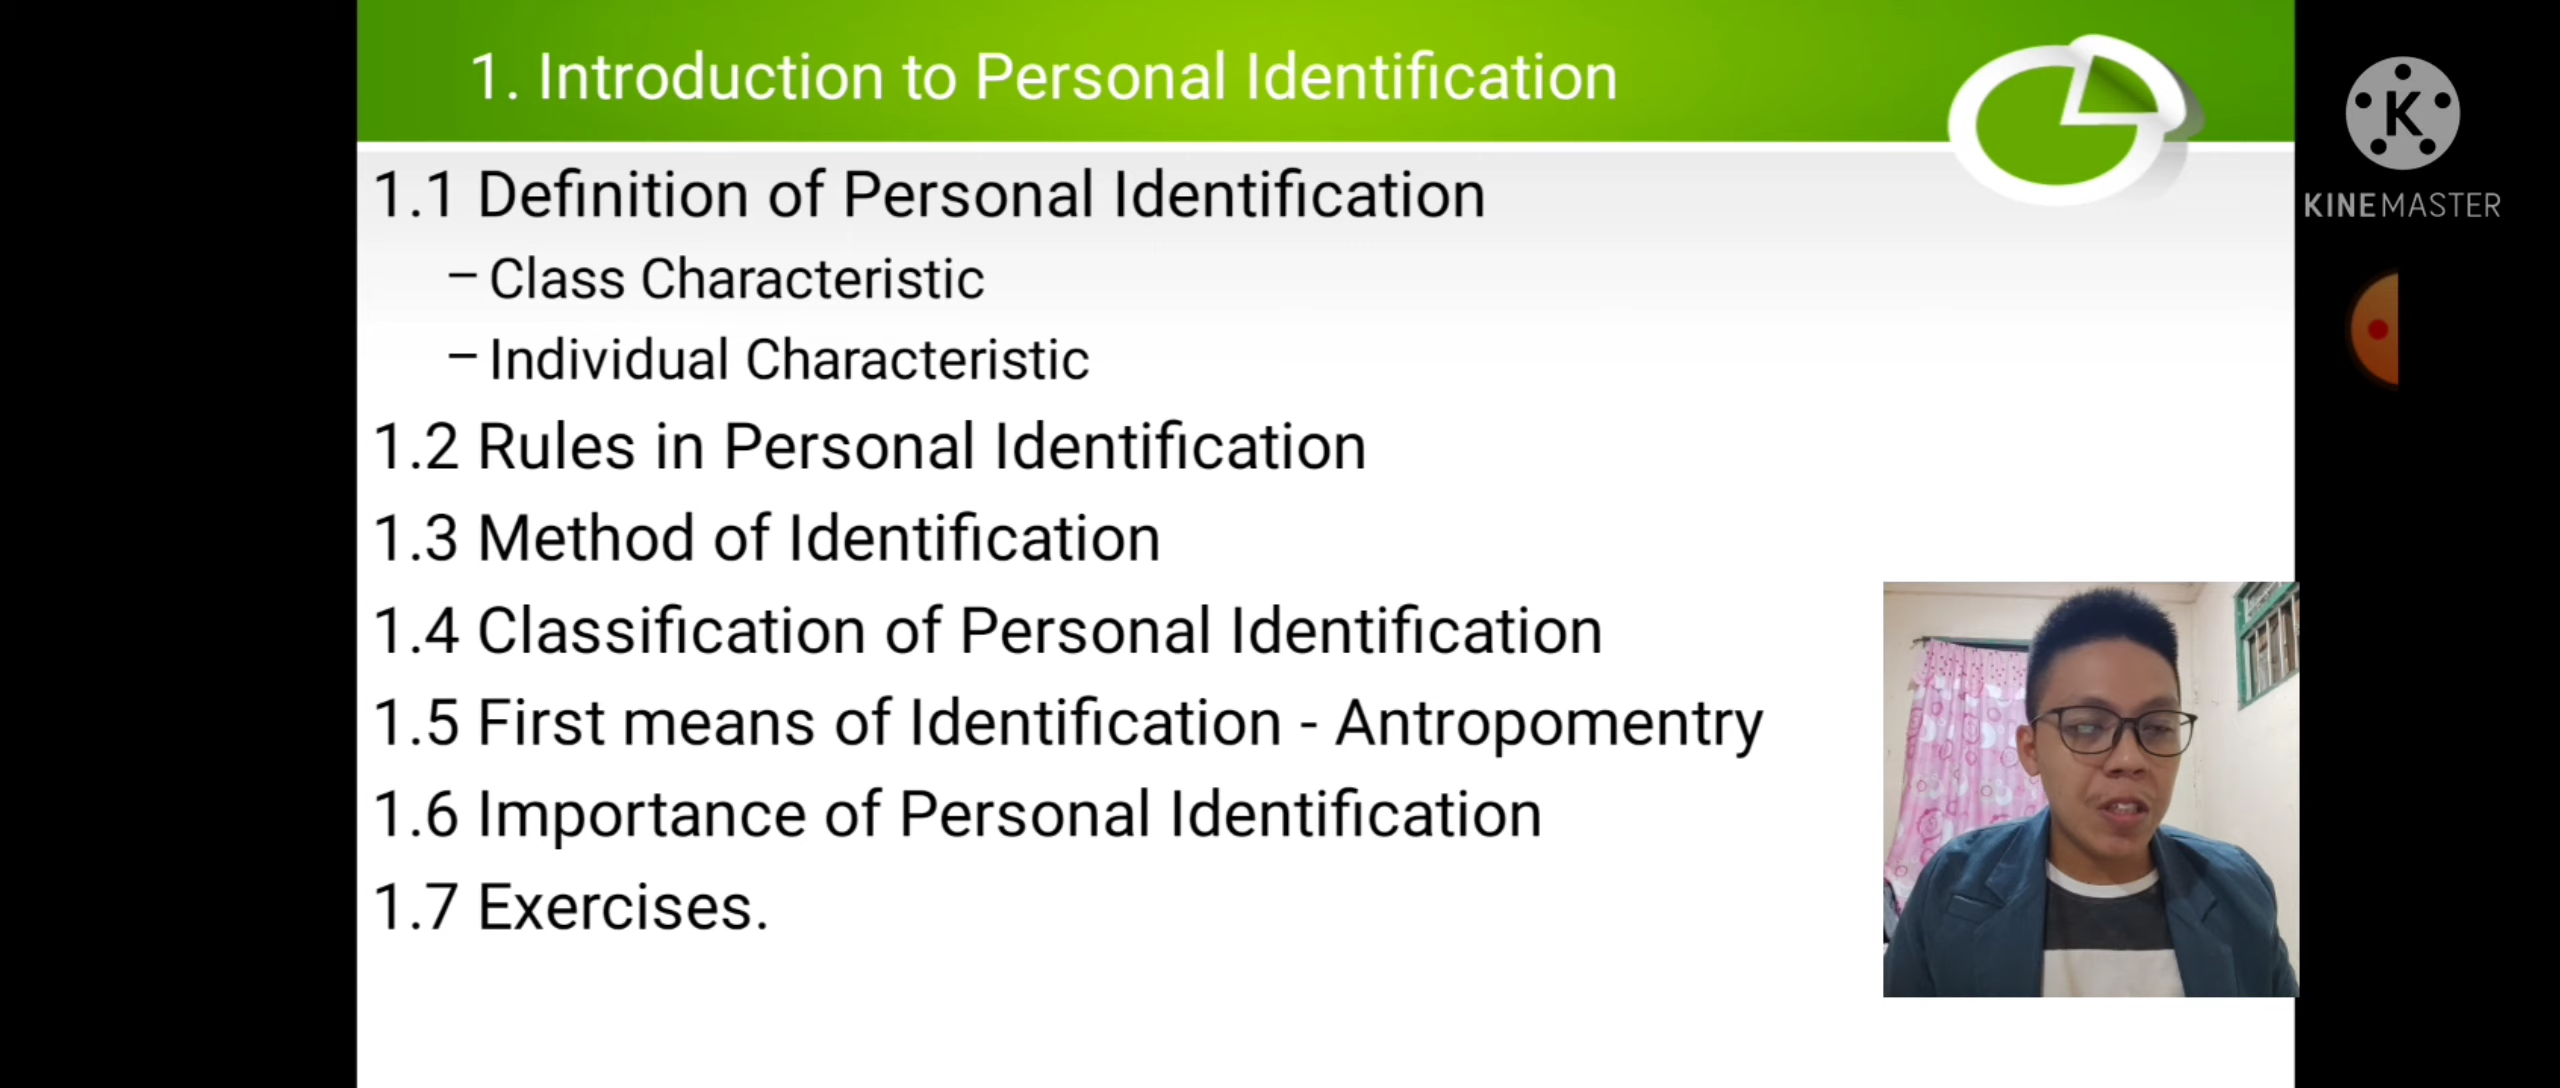 1. Introduction to Personal Identification
1.1 Definition of Personal Identification
– Class Characteristic
– Individual Characteristic
1.2 Rules in Personal Identification
1.3 Method of Identification
1.4 Classification of Personal Identification
1.5 First means of Identification - Antropomentry
1.6 Importance of Personal Identification
1.7 Exercises.
K
KINEMASTER